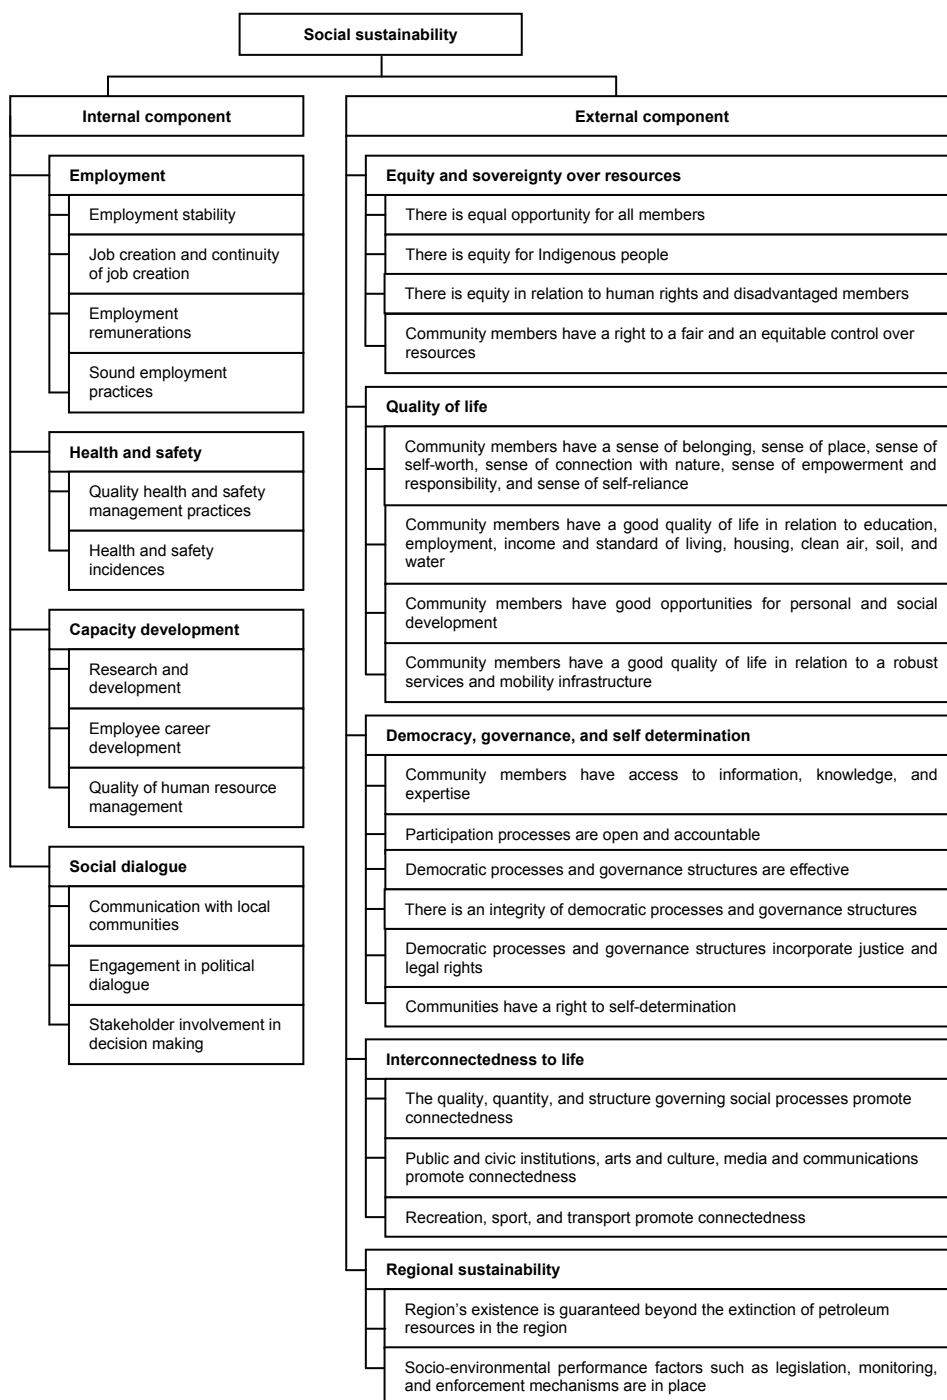 Social sustainability
Internal component
Employment
Employment stability
Job creation and continuity
of job creation
Employment
remunerations
Sound employment
practices
Health and safety
Quality health and safety
management practices
Health and safety
incidences
Capacity development
Research and
development
Employee career
development
Quality of human resource
management
Social dialogue
Communication with local
communities
Engagement in political
dialogue
Stakeholder involvement in
decision making
External component
Equity and sovereignty over resources
There is equal opportunity for all members
There is equity for Indigenous people
There is equity in relation to human rights and disadvantaged members
Community members have a right to a fair and an equitable control over
resources
Quality of life
Community members have a sense of belonging, sense of place, sense of
self-worth, sense of connection with nature, sense of empowerment and
responsibility, and sense of self-reliance
Community members have a good quality of life in relation to education,
employment, income and standard of living, housing, clean air, soil, and
water
Community members have good opportunities for personal and social
development
Community members have a good quality of life in relation to a robust
services and mobility infrastructure
Democracy, governance, and self determination
Community members have access to information, knowledge, and
expertise
Participation processes are open and accountable
Democratic processes and governance structures are effective
There is an integrity of democratic processes and governance structures
Democratic processes and governance structures incorporate justice and
legal rights
Communities have a right to self-determination
Interconnectedness to life
The quality, quantity, and structure governing social processes promote
connectedness
Public and civic institutions, arts and culture, media and communications
promote connectedness
Recreation, sport, and transport promote connectedness
Regional sustainability
Region's existence is guaranteed beyond the extinction of petroleum
resources in the region
Socio-environmental performance factors such as legislation, monitoring,
and enforcement mechanisms are in place